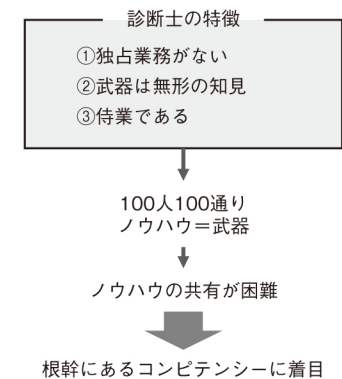 診断士の特徴
①独占業務がない
②武器は無形の知見
③侍業である
100人100通り
ノウハウ＝武器
ノウハウの共有が困難
根幹にあるコンピテンシーに着目